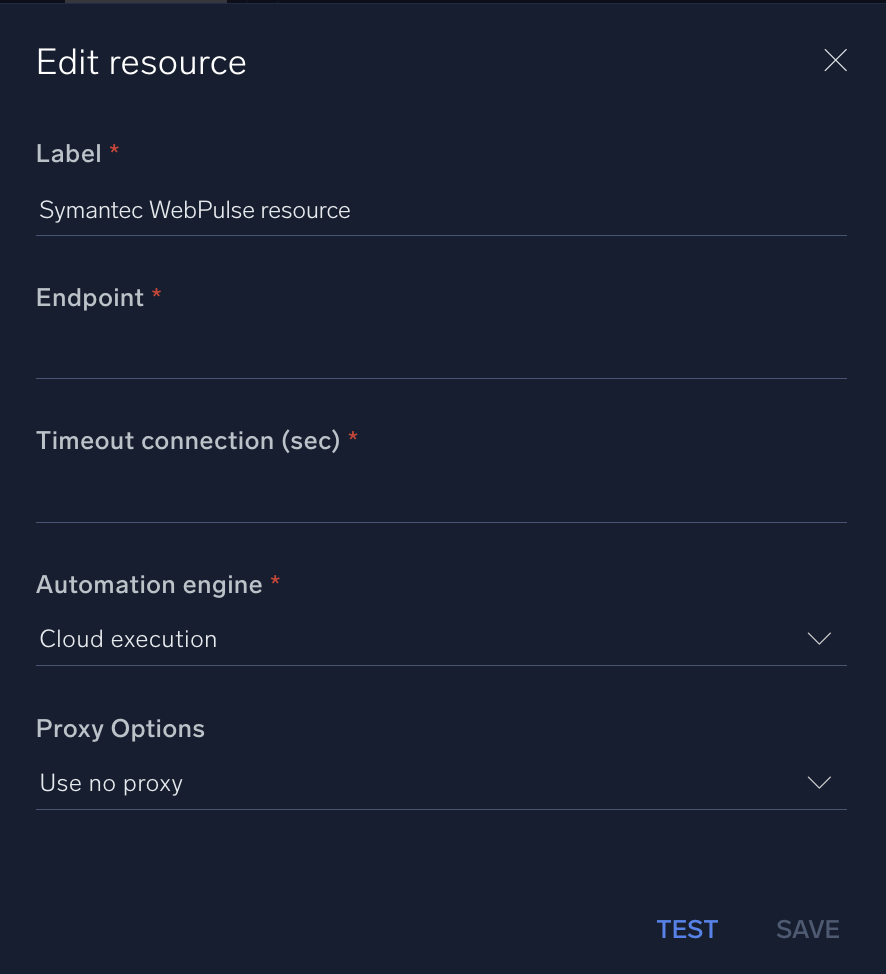 Edit resource
Label *
Symantec WebPulse resource
Endpoint *
Timeout connection (sec) *
Automation engine *
Cloud execution
Proxy Options
Use no proxy
TEST SAVE